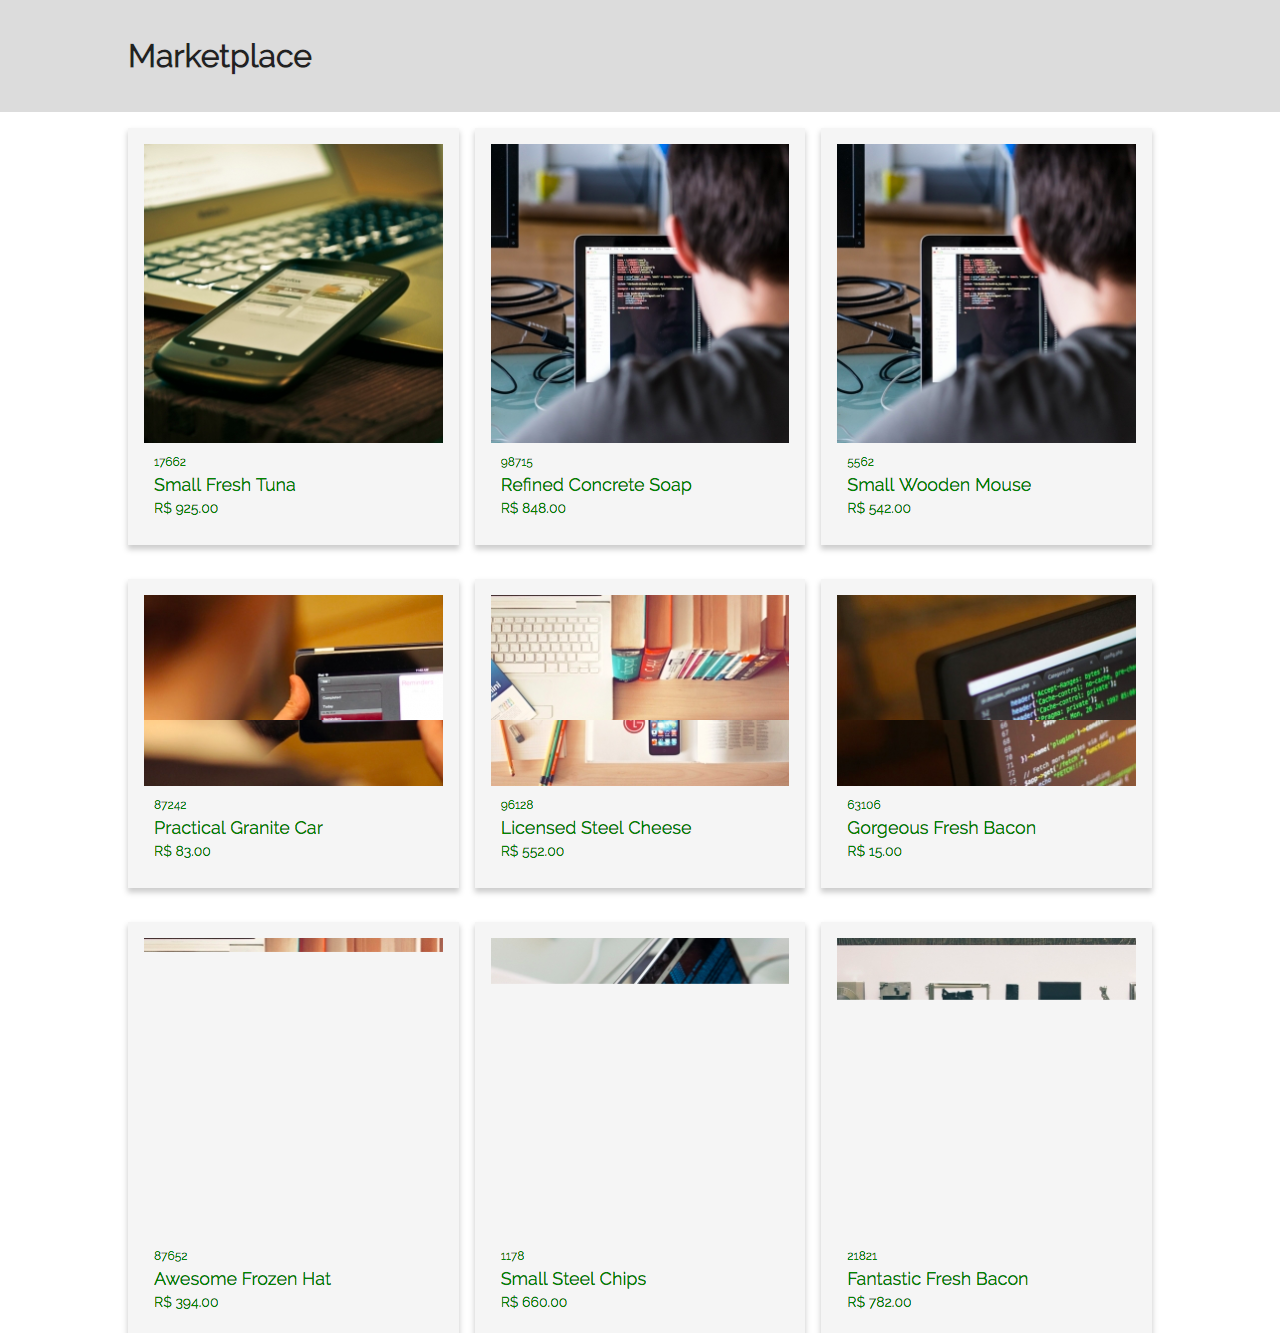 Marketplace
17662
Small Fresh Tuna
R$ 925.00
98715
Refined Concrete Soap
R$ 848.00
5562
Small Wooden Mouse
R$ 542.00
87242
Practical Granite Car
R$ 83.00
96128
Licensed Steel Cheese
R$ 552.00
63106
Gorgeous Fresh Bacon
R$ 15.00
87652
Awesome Frozen Hat
R$ 394.00
1178
Small Steel Chips
R$ 660.00
21821
Fantastic Fresh Bacon
R$ 782.00